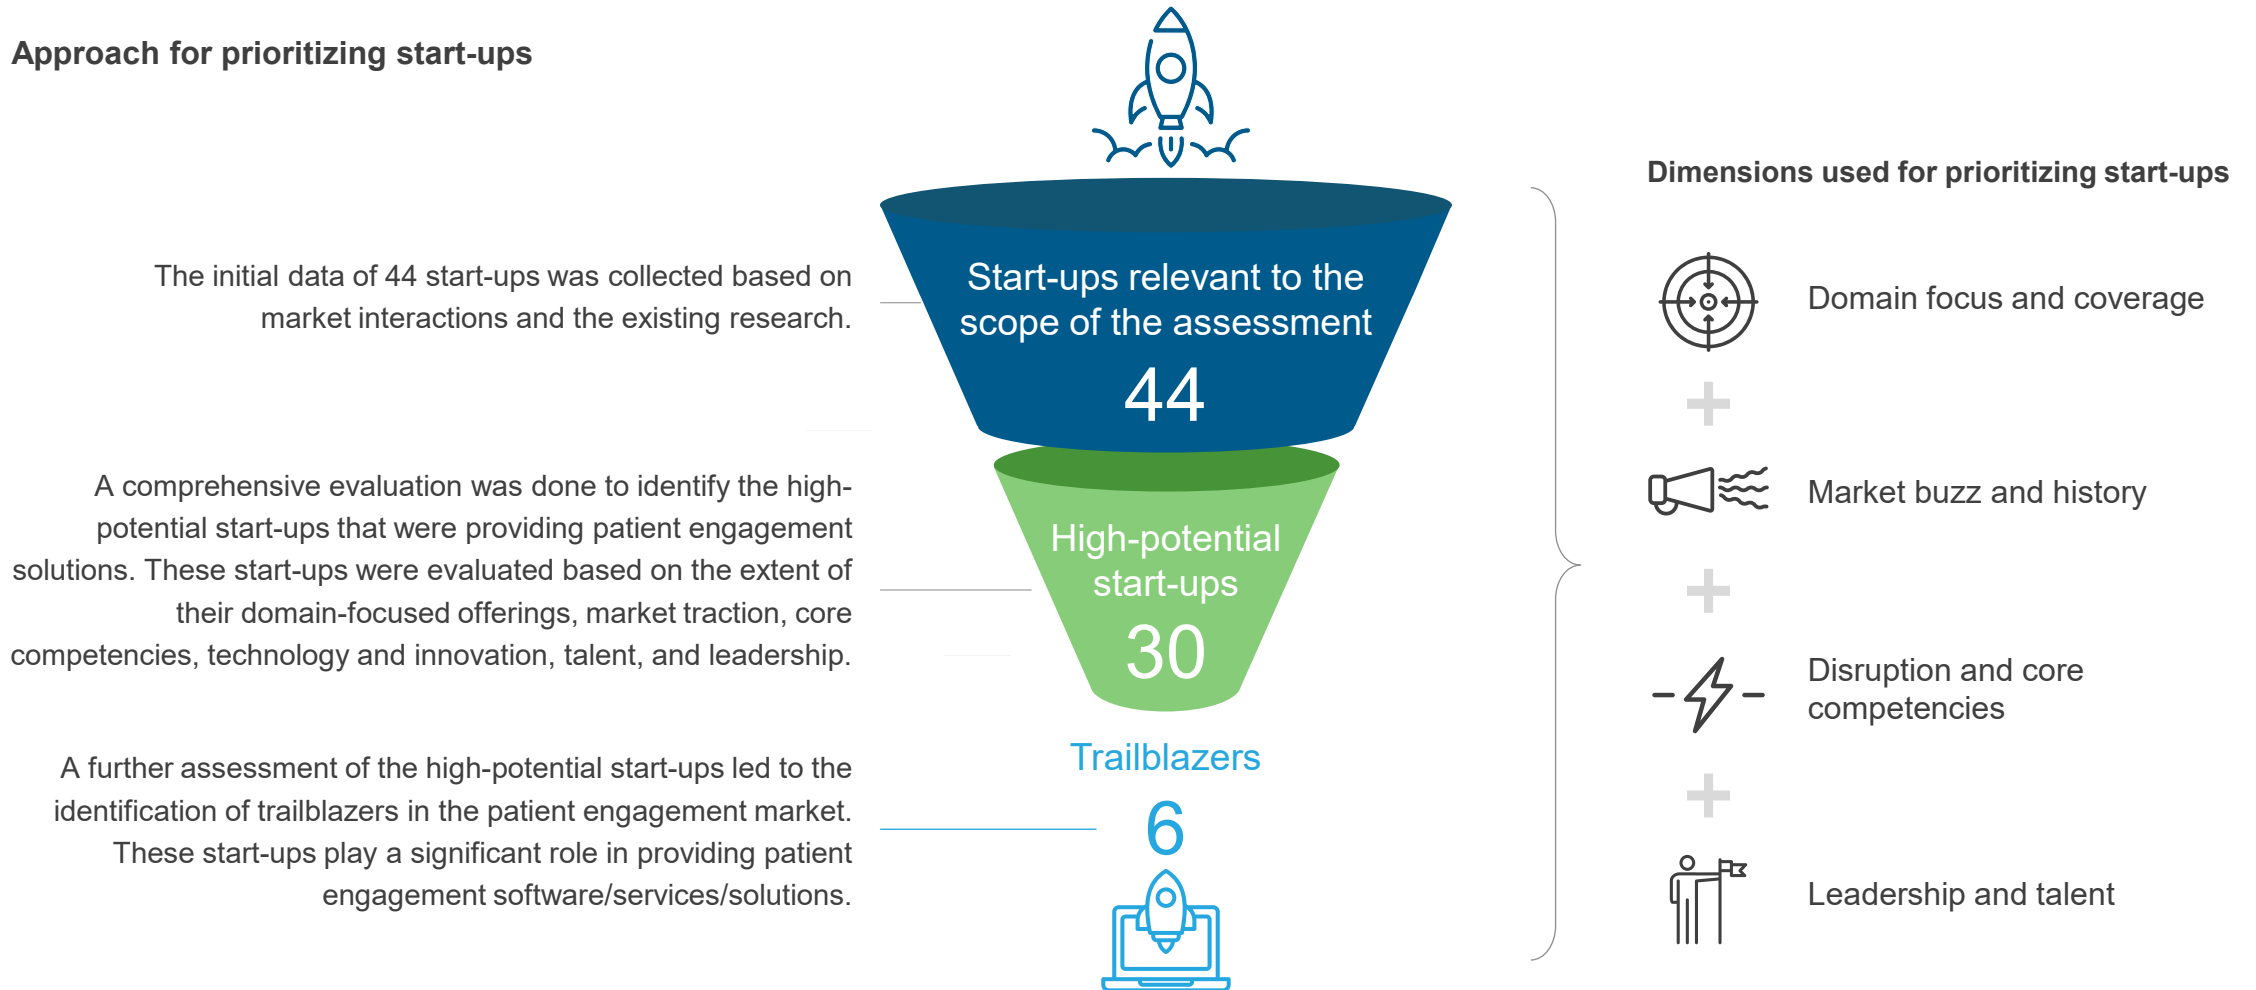 Approach for prioritizing start-ups
The initial data of 44 start-ups was collected based on
market interactions and the existing research.
A comprehensive evaluation was done to identify the high-
potential start-ups that were providing patient engagement
solutions. These start-ups were evaluated based on the extent of
their domain-focused offerings, market traction, core
competencies, technology and innovation, talent, and leadership.
A further assessment of the high-potential start-ups led to the
identification of trailblazers in the patient engagement market.
These start-ups play a significant role in providing patient
engagement software/services/solutions.
Start-ups relevant to the
scope of the assessment
44
High-potential
start-ups
30
Trailblazers
6
Dimensions used for prioritizing start-ups
Domain focus and coverage
Market buzz and history
Disruption and core
competencies
Leadership and talent